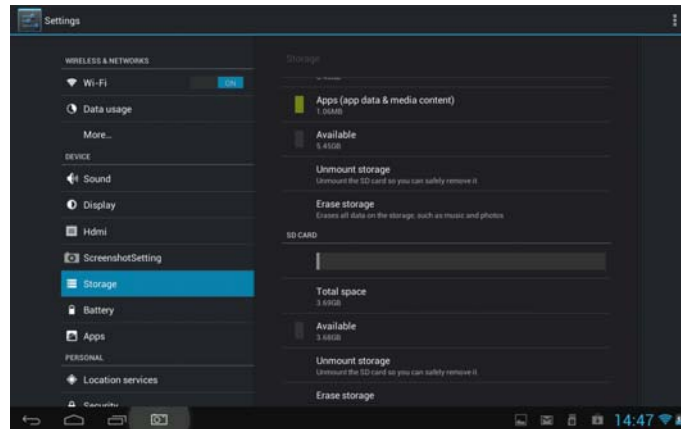 Settings
WIRELESS & NETWORKS
Wi-Fi
ON
Data usage
More...
DEVICE
Sound
Display
Hdmi
ScreenshotSetting
Storage
Battery
Apps
PERSONAL
Location services
Security
Storage
Apps (app data & media content)
1.06MB
Available
5.45GB
Unmount storage
Unmount the SD card so you can safely remove it
Erase storage
Erases all data on the storage, such as music and photos
SD CARD
Total space
3.69GB
Available
3.68GB
Unmount storage
Unmount the SD card so you can safely remove it
Erase storage
14:47